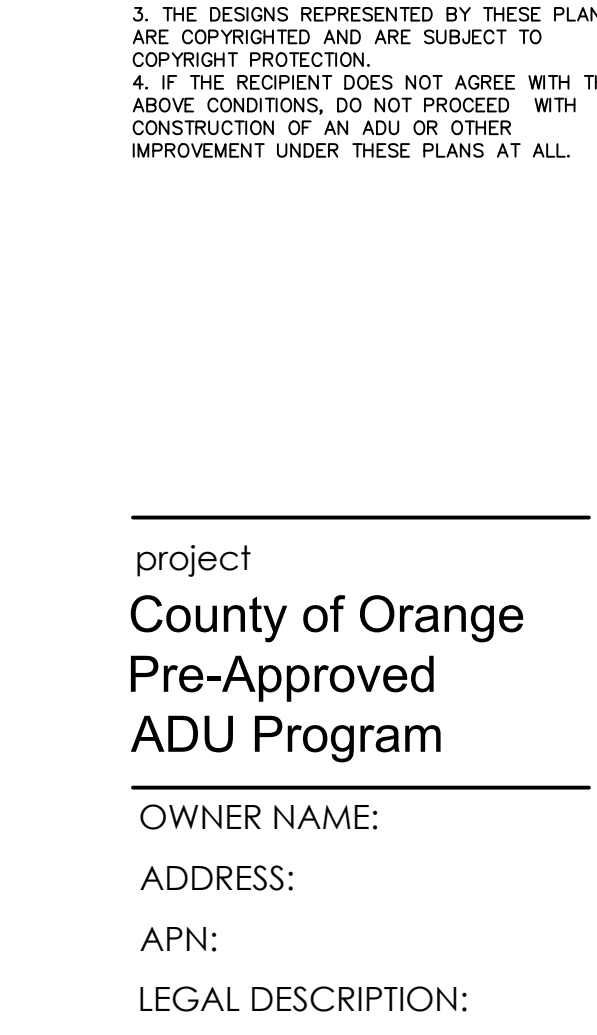 3. THE DESIGNS REPRESENTED BY THESE
ARE COPYRIGHTED AND ARE SUBJECT TO
COPYRIGHT PROTECTION.
4. IF THE RECIPIENT DOES NOT AGREE WITH
ABOVE CONDITIONS, DO NOT PROCEED WITH
CONSTRUCTION OF AN ADU OR OTHER
IMPROVEMENT UNDER THESE PLANS AT ALL.
project
County of Orange
Pre-Approved
ADU Program
OWNER NAME:
ADDRESS:
APN:
LEGAL DESCRIPTION: